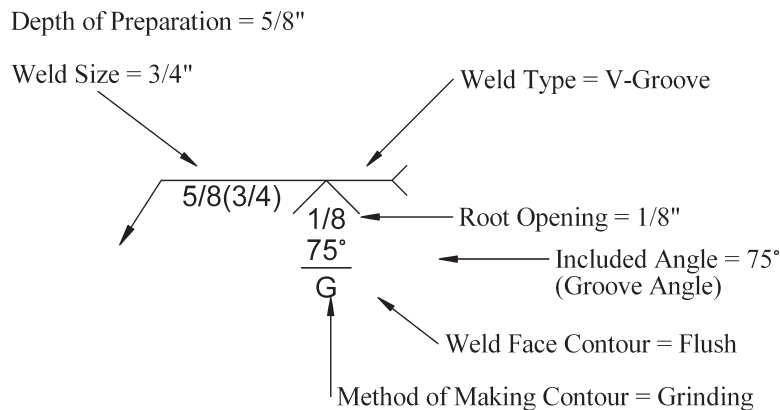 Depth of Preparation = 5/8"
Weld Size = 3/4"
Weld Type = V-Groove
5/8(3/4)
1/8
Root Opening = 1/8"
75°
Included Angle = 75°
(Groove Angle)
G
Weld Face Contour = Flush
Method of Making Contour = Grinding